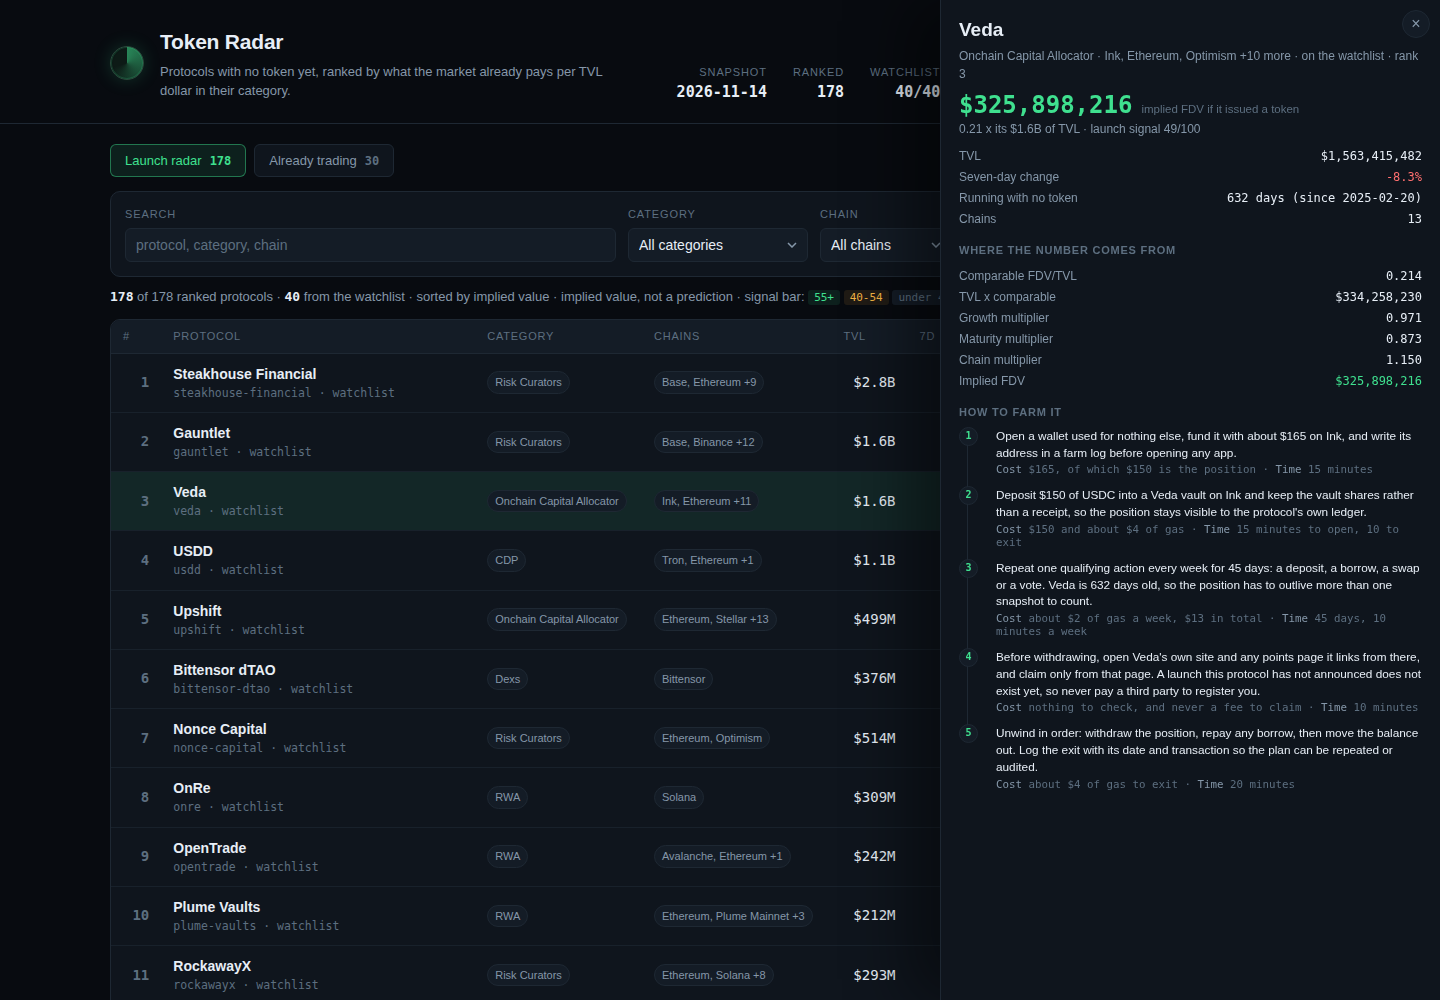 Token Radar
Protocols with no token yet, ranked by what the market already pays per TVL
dollar in their category.
SNAPSHOT
2026-11-14
RANKED
178
WATCHLIST
40/40
Launch radar 178
Already trading 30
SEARCH
CATEGORY
CHAIN
protocol, category, chain
All categories
All chains
178 of 178 ranked protocols · 40 from the watchlist · sorted by implied value · implied value, not a prediction · signal bar: 55+ 40-54 under
# PROTOCOL CATEGORY CHAINS TVL 7D
1 Steakhouse Financial Risk Curators Base, Ethereum +9 $2.8B
steakhouse-financial · watchlist
2 Gauntlet Risk Curators Base, Binance +12 $1.6B
gauntlet · watchlist
3 Veda Onchain Capital Allocator Ink, Ethereum +11 $1.6B
veda · watchlist
4 USDD CDP Tron, Ethereum +1 $1.1B
usdd · watchlist
5 Upshift Onchain Capital Allocator Ethereum, Stellar +13 $499M
upshift · watchlist
6 Bittensor dTAO Dexs Bittensor $376M
bittensor-dtao · watchlist
7 Nonce Capital Risk Curators Ethereum, Optimism $514M
nonce-capital · watchlist
8 OnRe RWA Solana $309M
onre · watchlist
9 OpenTrade RWA Avalanche, Ethereum +1 $242M
opentrade · watchlist
10 Plume Vaults RWA Ethereum, Plume Mainnet +3 $212M
plume-vaults · watchlist
11 RockawayX Risk Curators Ethereum, Solana +8 $293M
rockawayx · watchlist
×
Veda
Onchain Capital Allocator · Ink, Ethereum, Optimism +10 more · on the watchlist · rank
3
$325,898,216 implied FDV if it issued a token
0.21 x its $1.6B of TVL · launch signal 49/100
TVL $1,563,415,482
Seven-day change -8.3%
Running with no token 632 days (since 2025-02-20)
Chains 13
WHERE THE NUMBER COMES FROM
Comparable FDV/TVL 0.214
TVL x comparable $334,258,230
Growth multiplier 0.971
Maturity multiplier 0.873
Chain multiplier 1.150
Implied FDV $325,898,216
HOW TO FARM IT
1 Open a wallet used for nothing else, fund it with about $165 on Ink, and write its
address in a farm log before opening any app.
Cost $165, of which $150 is the position · Time 15 minutes
2 Deposit $150 of USDC into a Veda vault on Ink and keep the vault shares rather
than a receipt, so the position stays visible to the protocol's own ledger.
Cost $150 and about $4 of gas · Time 15 minutes to open, 10 to
exit
3 Repeat one qualifying action every week for 45 days: a deposit, a borrow, a swap
or a vote. Veda is 632 days old, so the position has to outlive more than one
snapshot to count.
Cost about $2 of gas a week, $13 in total · Time 45 days, 10
minutes a week
4 Before withdrawing, open Veda's own site and any points page it links from there,
and claim only from that page. A launch this protocol has not announced does not
exist yet, so never pay a third party to register you.
Cost nothing to check, and never a fee to claim · Time 10 minutes
5 Unwind in order: withdraw the position, repay any borrow, then move the balance
out. Log the exit with its date and transaction so the plan can be repeated or
audited.
Cost about $4 of gas to exit · Time 20 minutes